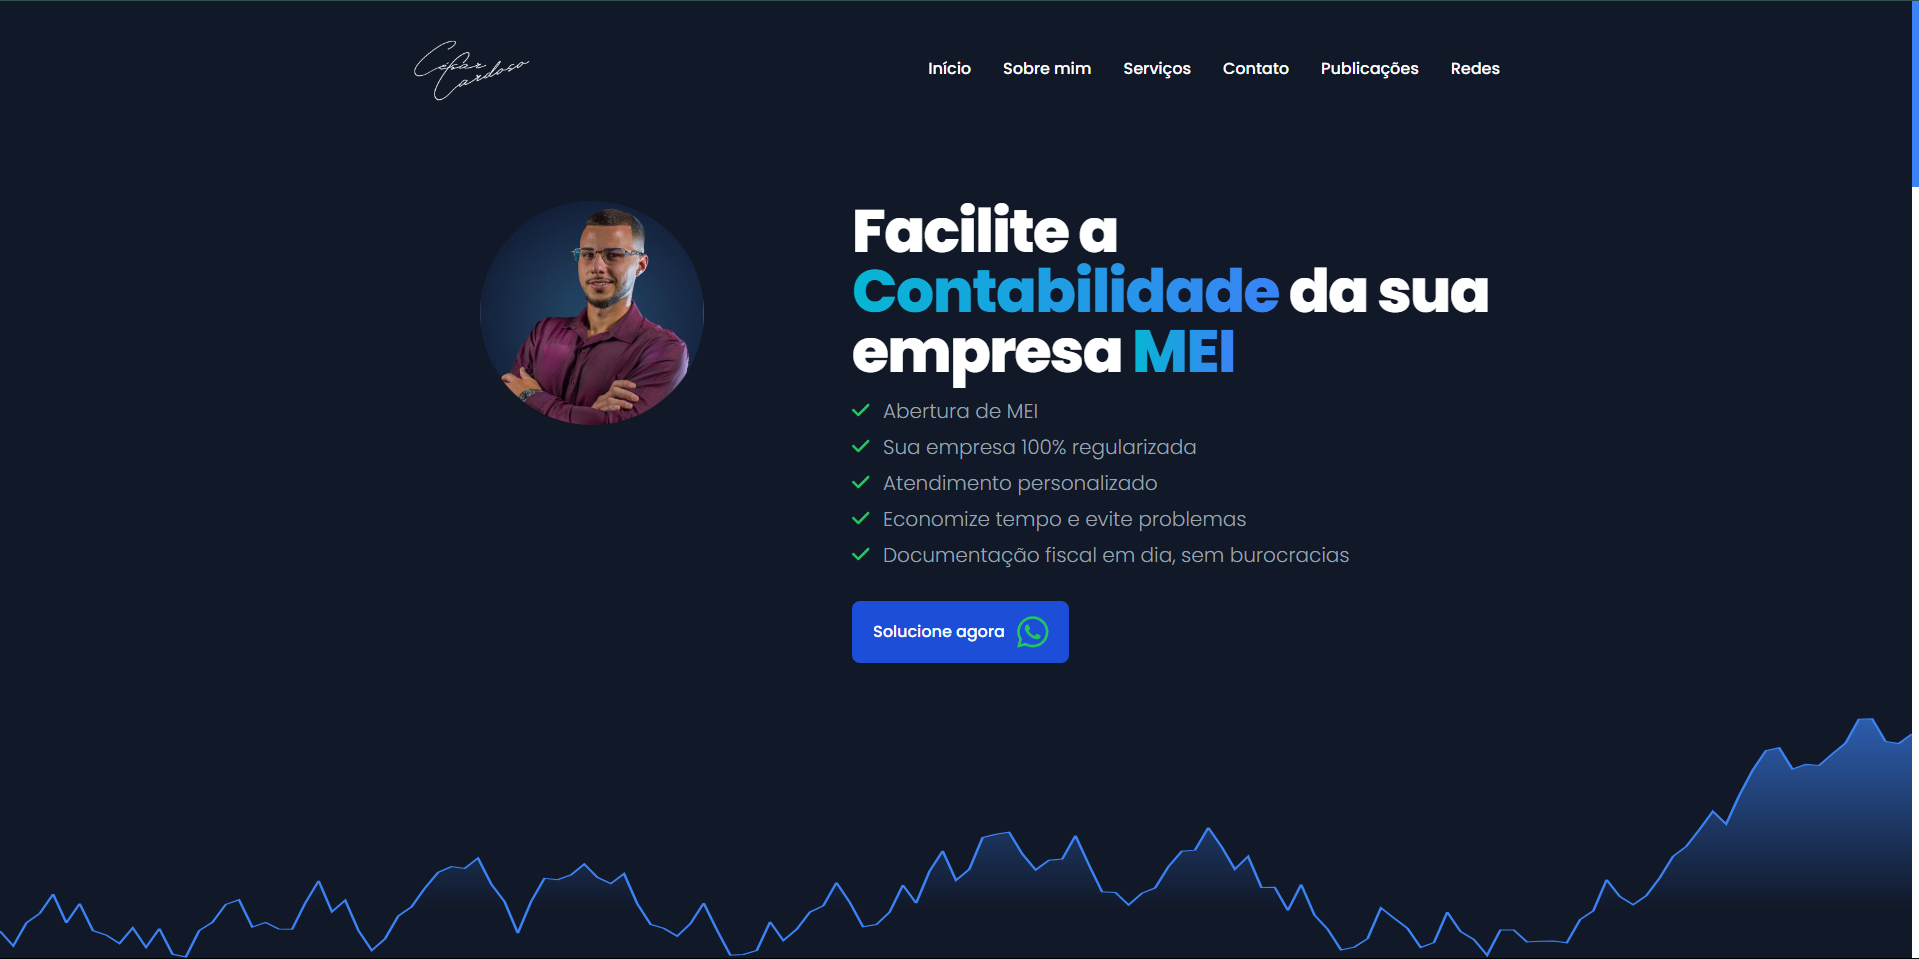 César
Cardoso
Início Sobre mim Serviços Contato Publicações Redes
Facilite a
Contabilidade da sua
empresa MEI
Abertura de MEI
Sua empresa 100% regularizada
Atendimento personalizado
Economize tempo e evite problemas
Documentação fiscal em dia, sem burocracias
Solucione agora